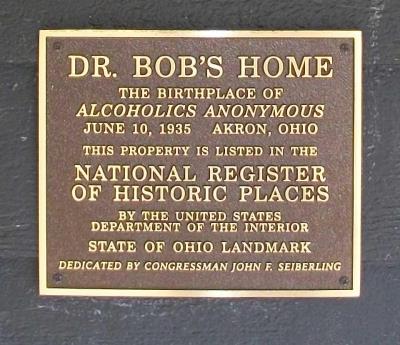 DR. BOB'S HOME
THE BIRTHPLACE OF
ALCOHOLICS ANONYMOUS
JUNE 10, 1935 AKRON, OHIO
THIS PROPERTY IS LISTED IN THE
NATIONAL REGISTER
OF HISTORIC PLACES
BY THE UNITED STATES
DEPARTMENT OF THE INTERIOR
STATE OF OHIO LANDMARK
DEDICATED BY CONGRESSMAN JOHN F. SEIBERLING